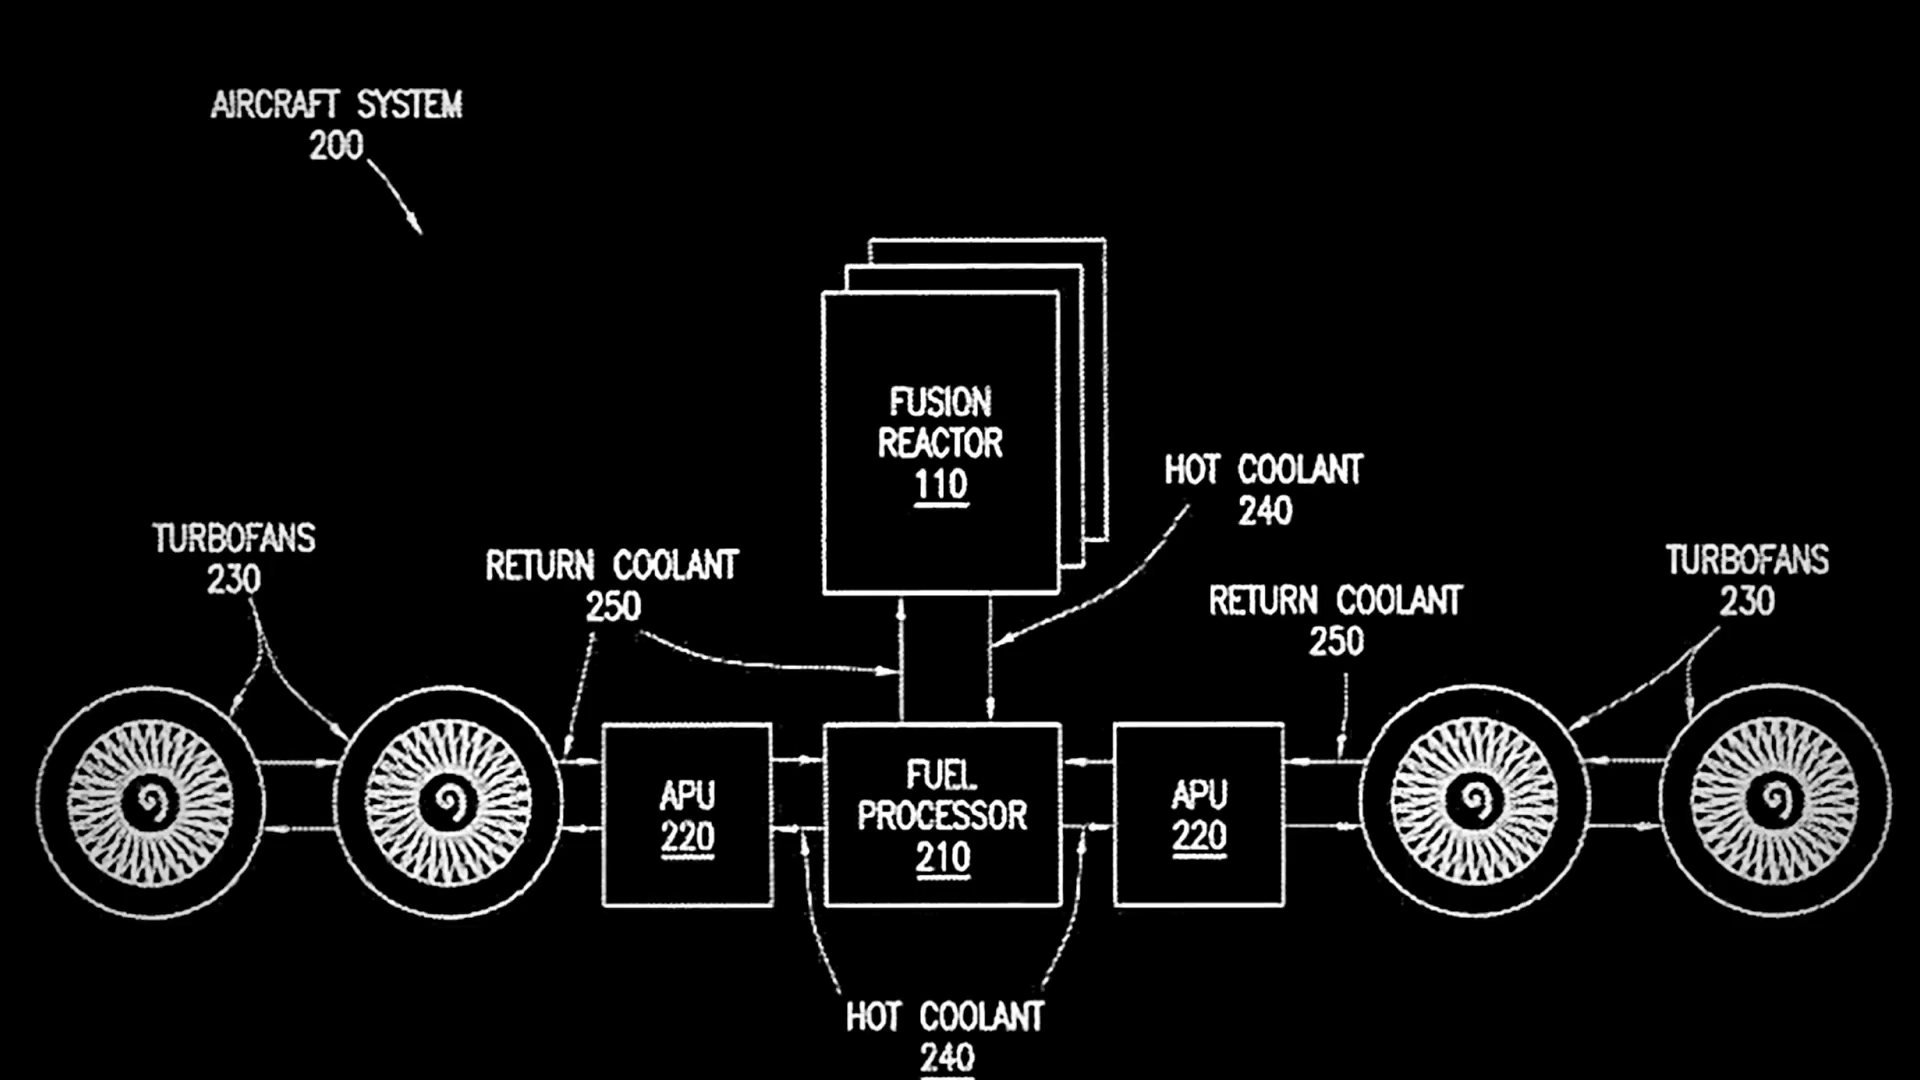 AIRCRAFT SYSTEM
200
FUSION
REACTOR
110
HOT COOLANT
240
TURBOFANS
230
RETURN COOLANT
250
RETURN COOLANT
250
TURBOFANS
230
APU
220
FUEL
PROCESSOR
210
APU
220
HOT COOLANT
240